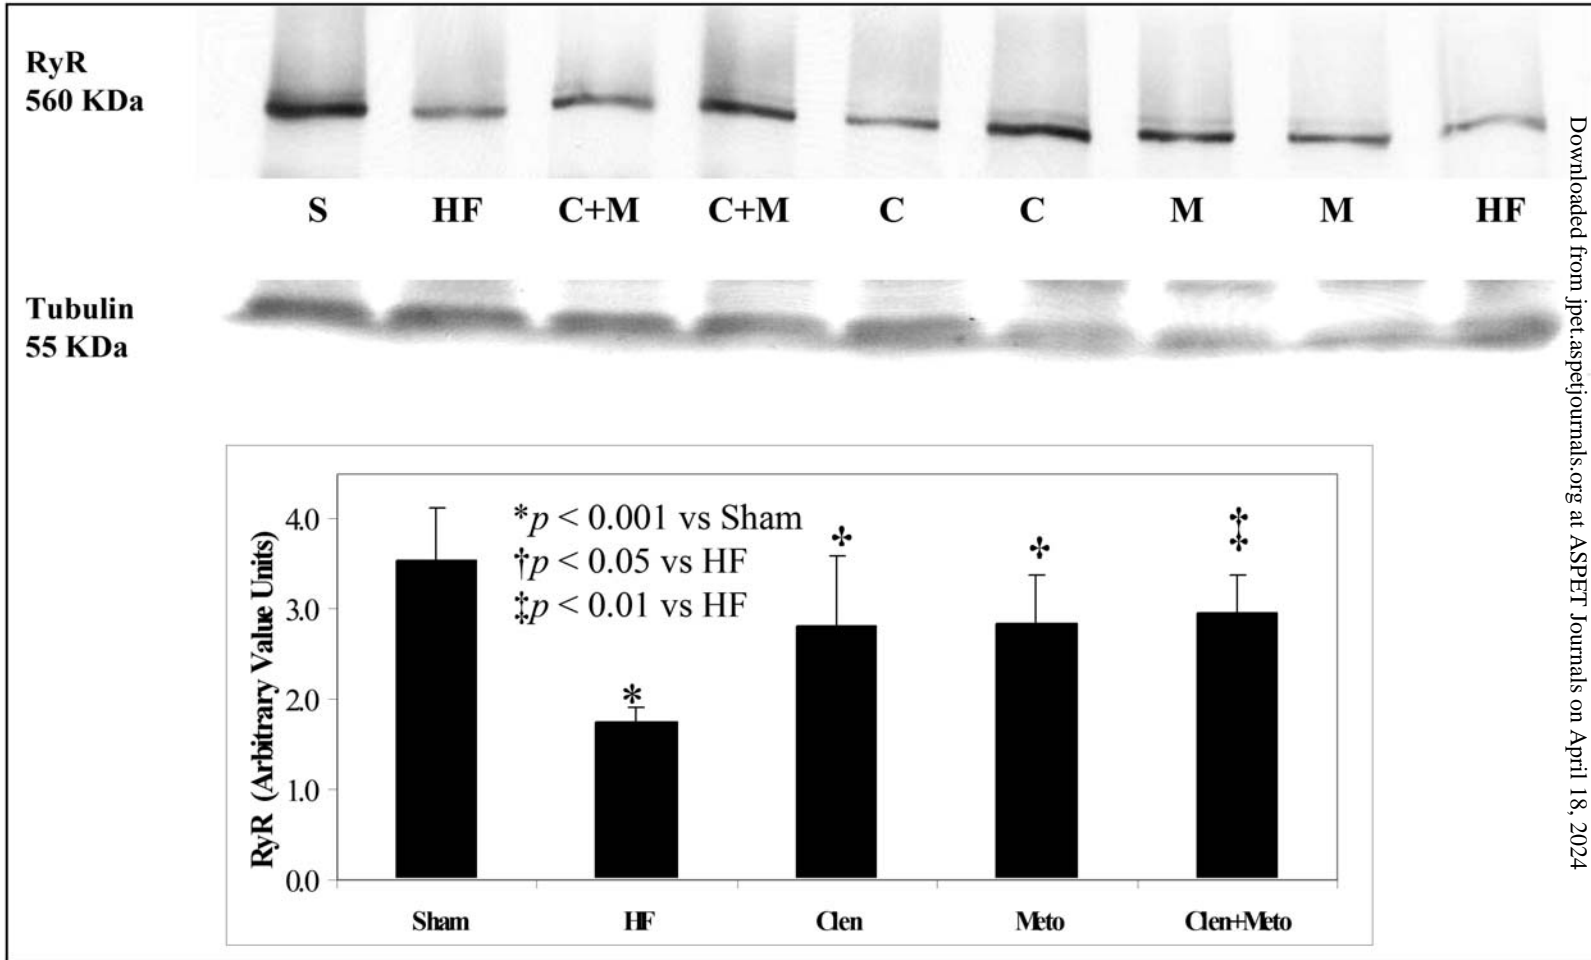 RyR
560 KDa
S HF C+M C+M C C M M HF
Tubulin
55 KDa
RyR (Arbitrary Value Units)
4.0
3.0
2.0
1.0
0.0
*p < 0.001 vs Sham
†p < 0.05 vs HF
‡p < 0.01 vs HF
*
†
†
‡
Sham HF Clen Meto Clen+Meto
Downloaded from jpet.aspetjournals.org at ASPET Journals on April 18, 2024